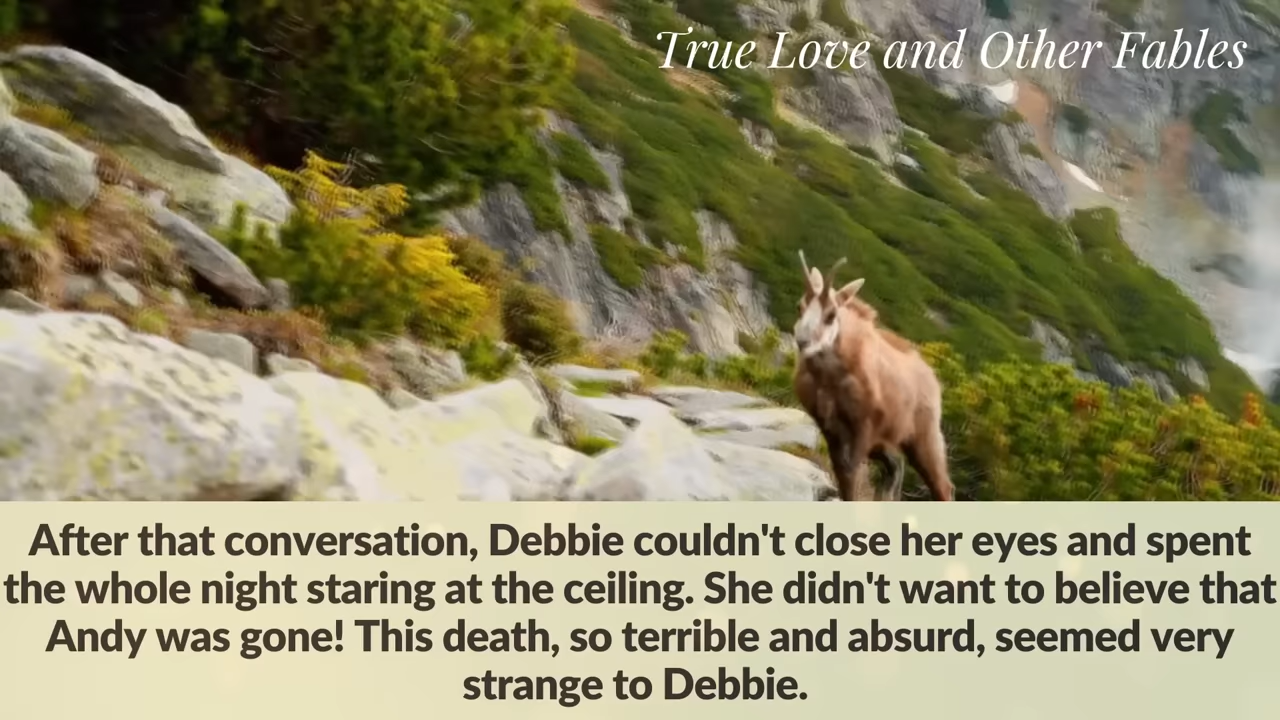 True Love and Other Fables
After that conversation, Debbie couldn't close her eyes and spent
the whole night staring at the ceiling. She didn't want to believe that
Andy was gone! This death, so terrible and absurd, seemed very
strange to Debbie.